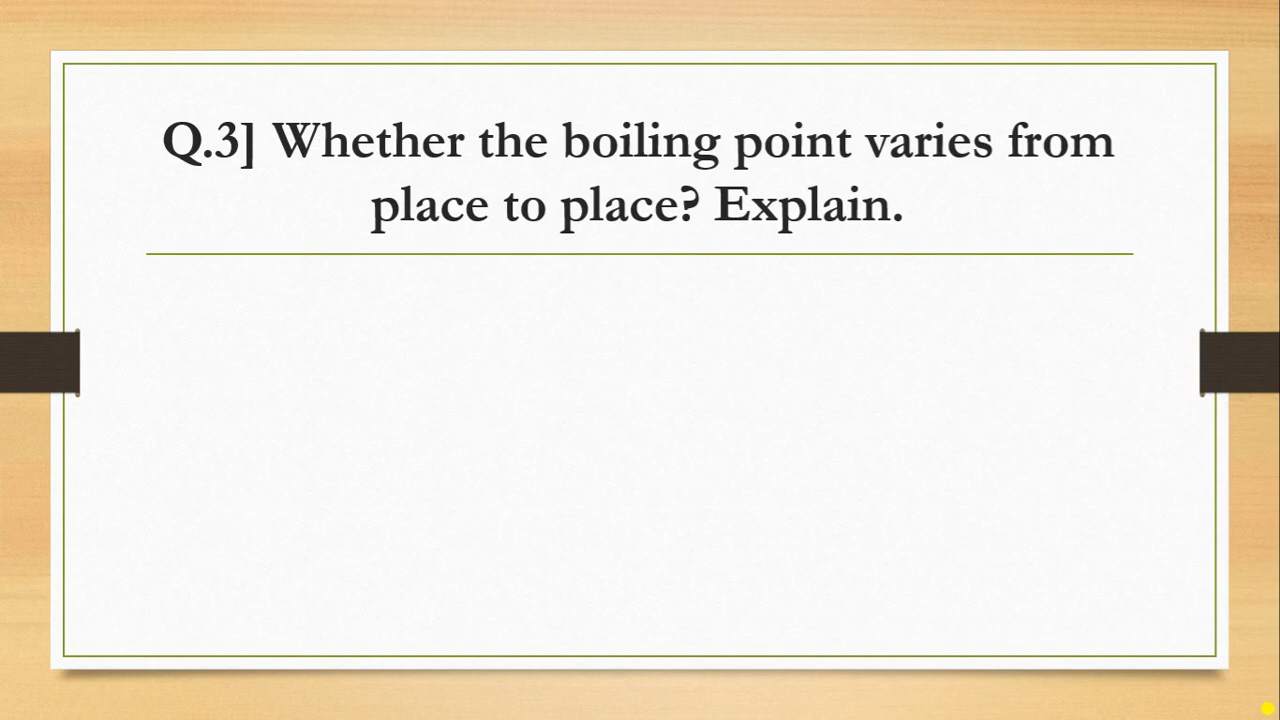 Q.3] Whether the boiling point varies from
place to place? Explain.